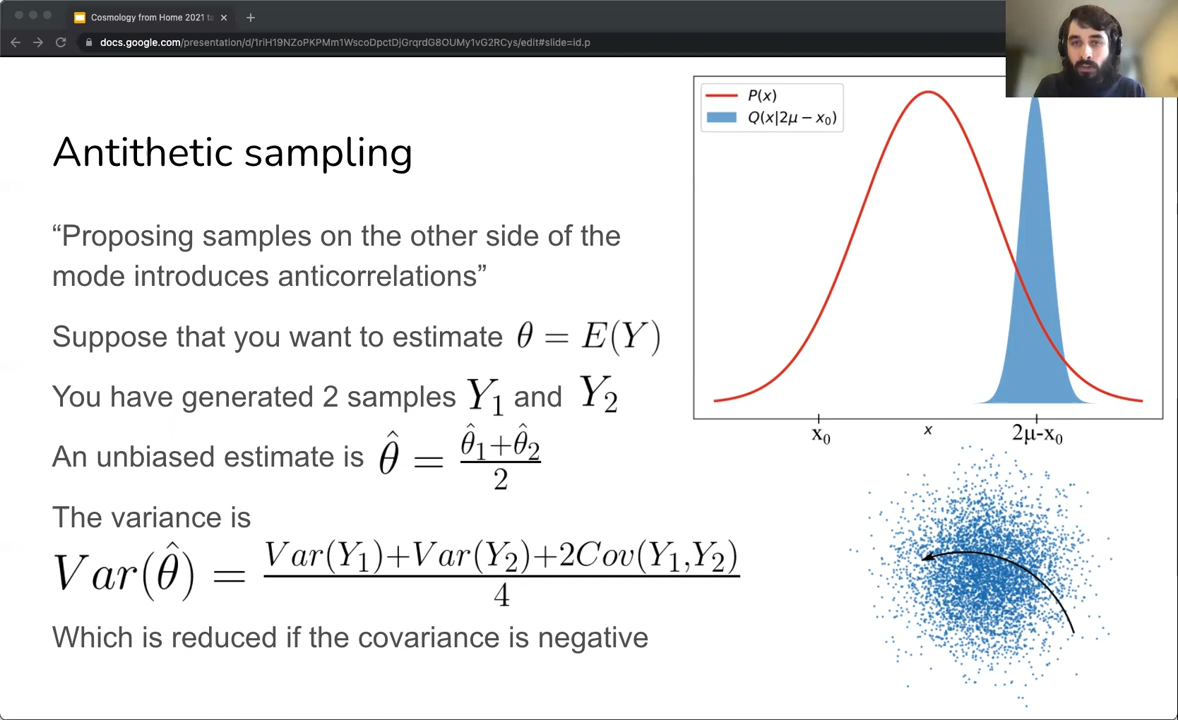 Cosmology from Home 2021 t
docs.google.com/presentation/d/1riH19NZoPKPMm1WscoDpctDjGrqrdG8OUMy1vG2RCys/edit#slide=id.p
Antithetic sampling
“Proposing samples on the other side of the
mode introduces anticorrelations”
Suppose that you want to estimate θ = E(Y)
You have generated 2 samples Y₁ and Y₂
An unbiased estimate is θ̂ = (θ̂₁+θ̂₂)/2
The variance is
Var(θ̂) = (Var(Y₁)+Var(Y₂)+2Cov(Y₁,Y₂))/4
Which is reduced if the covariance is negative
P(x)
Q(x|2μ − x₀)
x₀ x 2μ-x₀